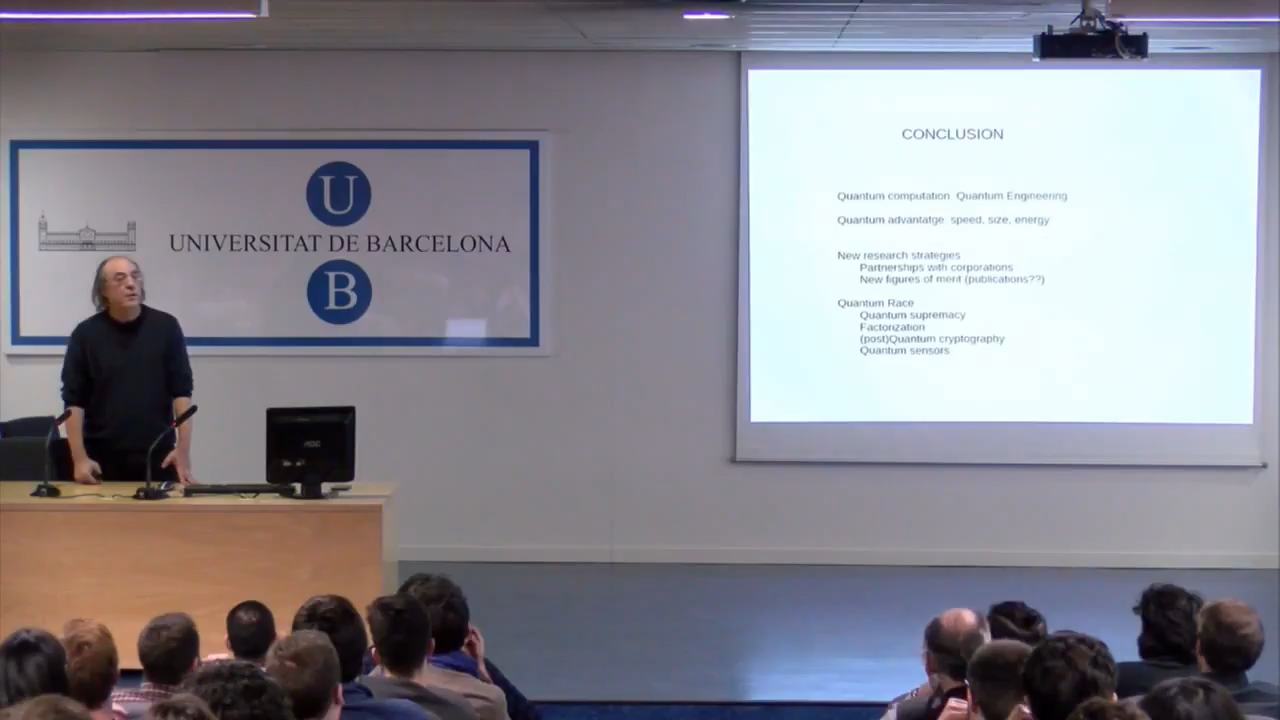 U
UNIVERSITAT DE BARCELONA
B
AOC
CONCLUSION
Quantum computation Quantum Engineering
Quantum advantatge speed, size, energy
New research strategies
Partnerships with corporations
New figures of merit (publications??)
Quantum Race
Quantum supremacy
Factorization
(post)Quantum cryptography
Quantum sensors